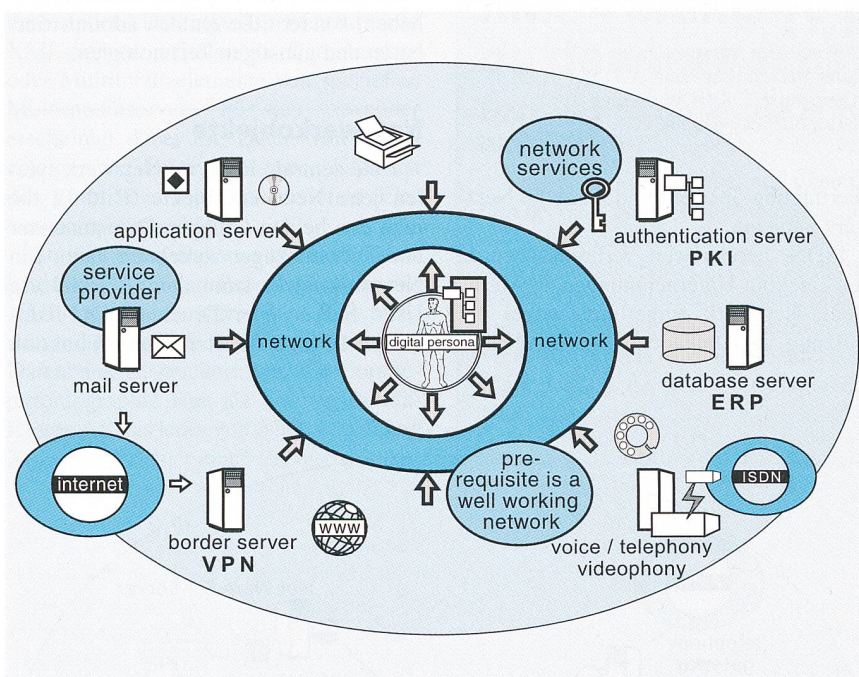 network
services
application server
authentication server
PKI
service
provider
network
digital persona
network
mail server
database server
ERP
internet
pre-
requisite is a
well working
network
ISDN
www
border server
VPN
voice / telephony
videophony